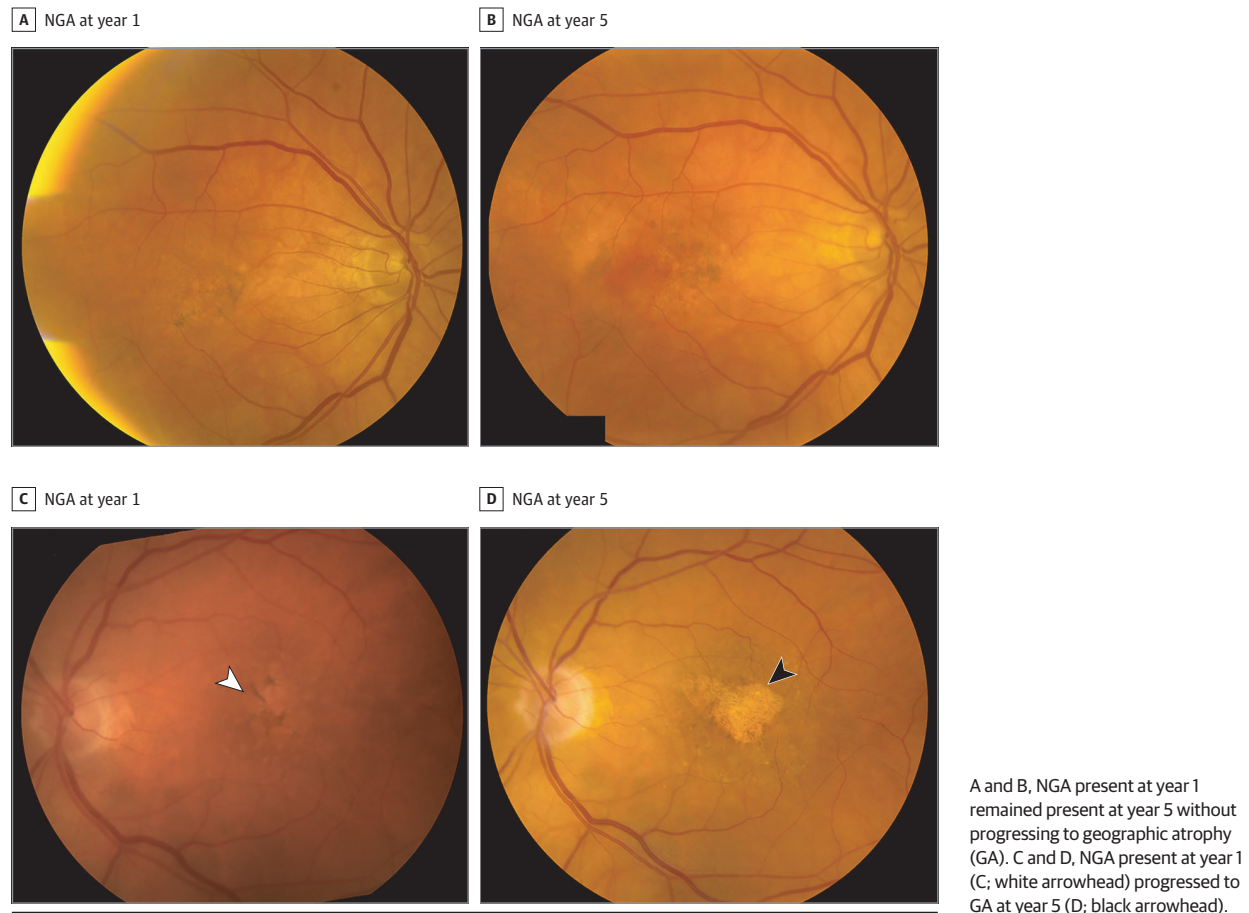 A NGA at year 1
B NGA at year 5
C NGA at year 1
D NGA at year 5
A and B, NGA present at year 1
remained present at year 5 without
progressing to geographic atrophy
(GA). C and D, NGA present at year 1
(C; white arrowhead) progressed to
GA at year 5 (D; black arrowhead).